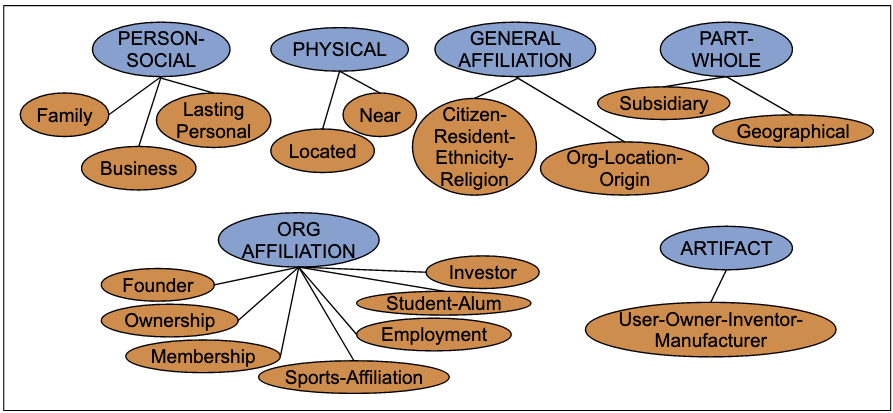 PERSON-
SOCIAL
PHYSICAL
GENERAL
AFFILIATION
PART-
WHOLE
Family
Lasting
Personal
Business
Near
Located
Citizen-
Resident-
Ethnicity-
Religion
Org-Location-
Origin
Subsidiary
Geographical
ORG
AFFILIATION
ARTIFACT
Founder
Ownership
Membership
Sports-Affiliation
Employment
Student-Alum
Investor
User-Owner-Inventor-
Manufacturer